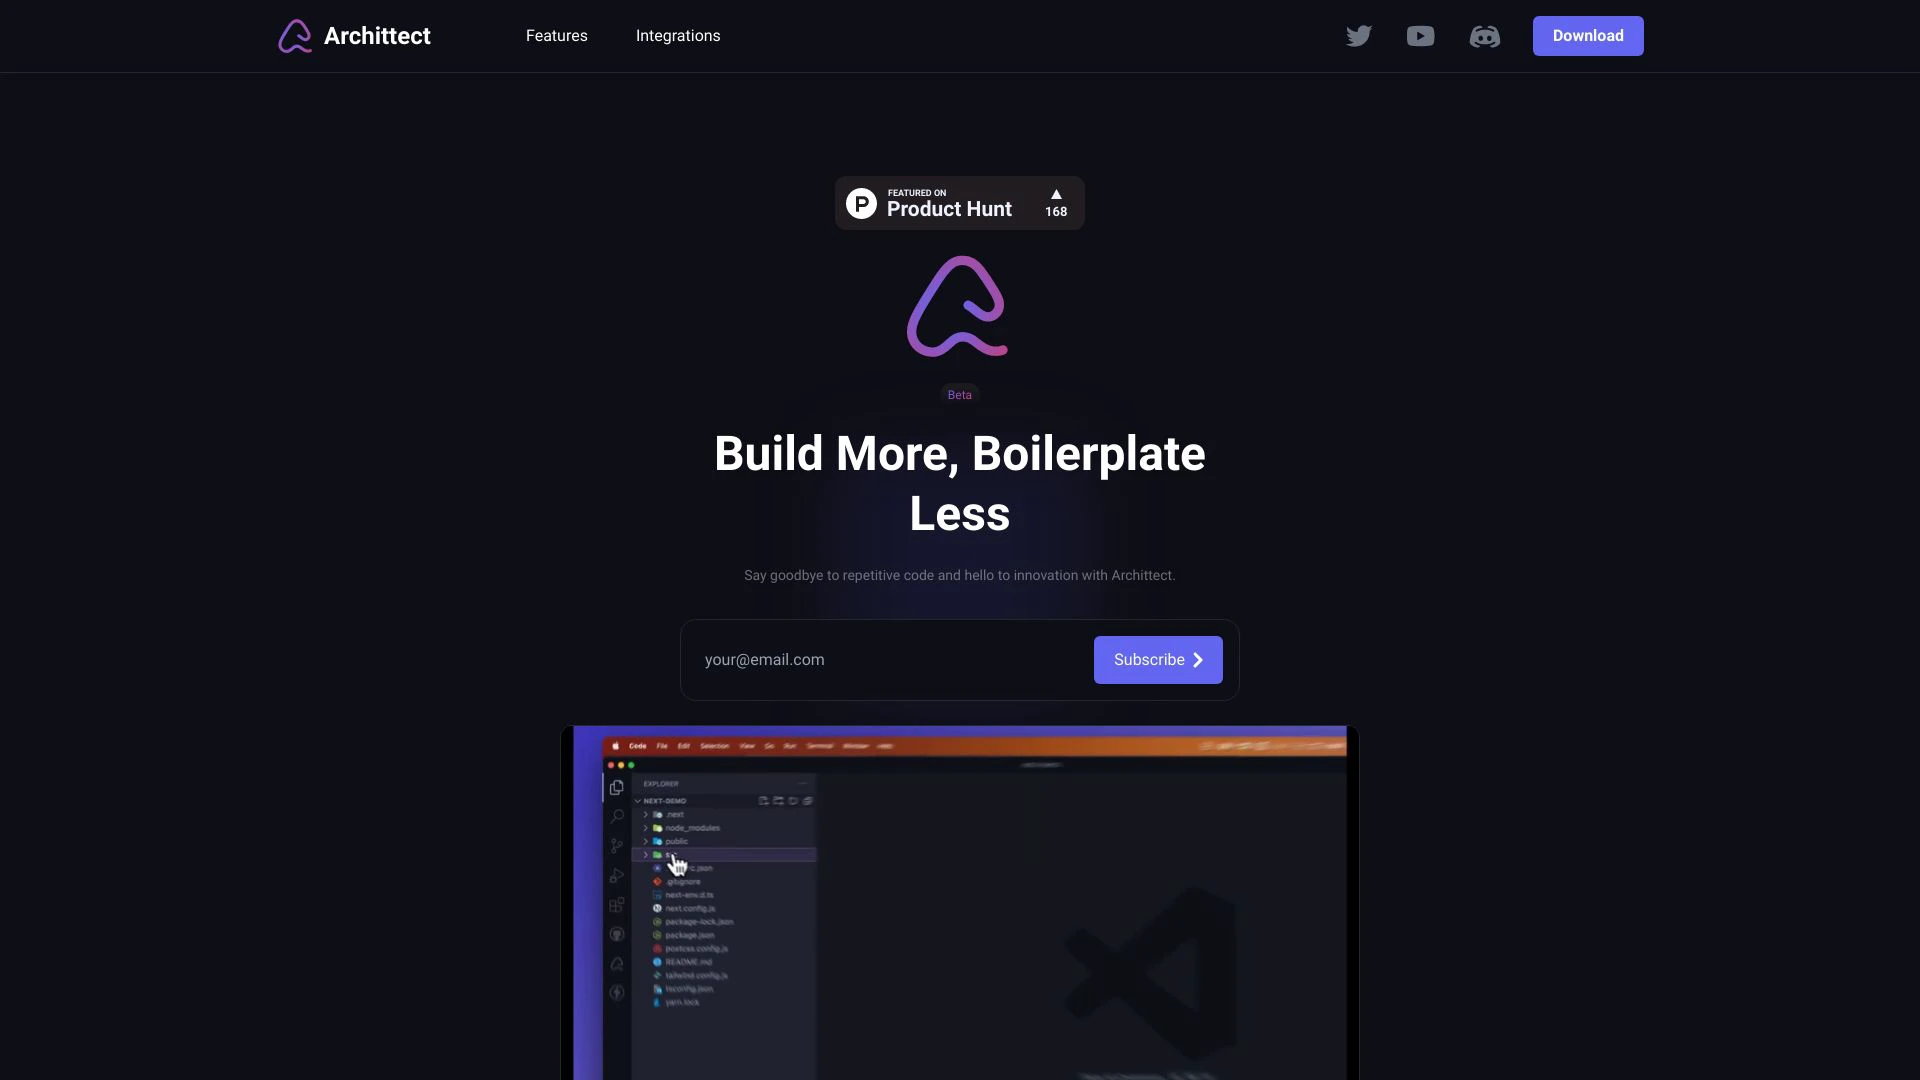 Archittect
Features
Integrations
Download
FEATURED ON
Product Hunt
168
Beta
Build More, Boilerplate
Less
Say goodbye to repetitive code and hello to innovation with Archittect.
your@email.com
Subscribe
Code File Edit Selection View Go Run Terminal Window
EXPLORER
NEXT-DEMO
.next
node_modules
public
.gitignore
next-env.d.ts
next.config.js
package-lock.json
package.json
postcss.config.js
README.md
tailwind.config.js
tsconfig.json
yarn.lock